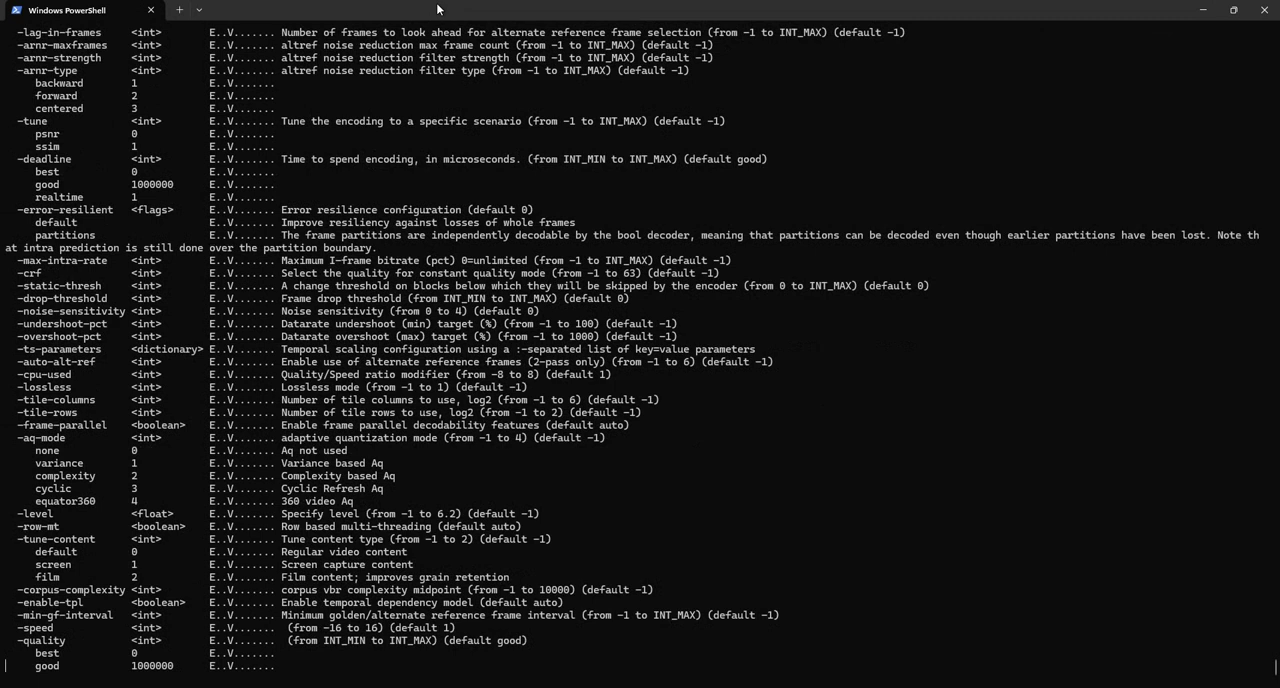 Windows PowerShell
-lag-in-frames <int> E..V....... Number of frames to look ahead for alternate reference frame selection (from -1 to INT_MAX) (default -1)
-arnr-maxframes <int> E..V....... altref noise reduction max frame count (from -1 to INT_MAX) (default -1)
-arnr-strength <int> E..V....... altref noise reduction filter strength (from -1 to INT_MAX) (default -1)
-arnr-type <int> E..V....... altref noise reduction filter type (from -1 to INT_MAX) (default -1)
backward 1 E..V.......
forward 2 E..V.......
centered 3 E..V.......
-tune <int> E..V....... Tune the encoding to a specific scenario (from -1 to INT_MAX) (default -1)
psnr 0 E..V.......
ssim 1 E..V.......
-deadline <int> E..V....... Time to spend encoding, in microseconds. (from INT_MIN to INT_MAX) (default good)
best 0 E..V.......
good 1000000 E..V.......
realtime 1 E..V.......
-error-resilient <flags> E..V....... Error resilience configuration (default 0)
default E..V....... Improve resiliency against losses of whole frames
partitions E..V....... The frame partitions are independently decodable by the bool decoder, meaning that partitions can be decoded even though earlier partitions have been lost. Note th
at intra prediction is still done over the partition boundary.
-max-intra-rate <int> E..V....... Maximum I-frame bitrate (pct) 0=unlimited (from -1 to INT_MAX) (default -1)
-crf <int> E..V....... Select the quality for constant quality mode (from -1 to 63) (default -1)
-static-thresh <int> E..V....... A change threshold on blocks below which they will be skipped by the encoder (from 0 to INT_MAX) (default 0)
-drop-threshold <int> E..V....... Frame drop threshold (from INT_MIN to INT_MAX) (default 0)
-noise-sensitivity <int> E..V....... Noise sensitivity (from 0 to 4) (default 0)
-undershoot-pct <int> E..V....... Datarate undershoot (min) target (%) (from -1 to 100) (default -1)
-overshoot-pct <int> E..V....... Datarate overshoot (max) target (%) (from -1 to 1000) (default -1)
-ts-parameters <dictionary> E..V....... Temporal scaling configuration using a :-separated list of key=value parameters
-auto-alt-ref <int> E..V....... Enable use of alternate reference frames (2-pass only) (from -1 to 6) (default -1)
-cpu-used <int> E..V....... Quality/Speed ratio modifier (from -8 to 8) (default 1)
-lossless <int> E..V....... Lossless mode (from -1 to 1) (default -1)
-tile-columns <int> E..V....... Number of tile columns to use, log2 (from -1 to 6) (default -1)
-tile-rows <int> E..V....... Number of tile rows to use, log2 (from -1 to 2) (default -1)
-frame-parallel <boolean> E..V....... Enable frame parallel decodability features (default auto)
-aq-mode <int> E..V....... adaptive quantization mode (from -1 to 4) (default -1)
none 0 E..V....... Aq not used
variance 1 E..V....... Variance based Aq
complexity 2 E..V....... Complexity based Aq
cyclic 3 E..V....... Cyclic Refresh Aq
equator360 4 E..V....... 360 video Aq
-level <float> E..V....... Specify level (from -1 to 6.2) (default -1)
-row-mt <boolean> E..V....... Row based multi-threading (default auto)
-tune-content <int> E..V....... Tune content type (from -1 to 2) (default -1)
default 0 E..V....... Regular video content
screen 1 E..V....... Screen capture content
film 2 E..V....... Film content; improves grain retention
-corpus-complexity <int> E..V....... corpus vbr complexity midpoint (from -1 to 10000) (default -1)
-enable-tpl <boolean> E..V....... Enable temporal dependency model (default auto)
-min-gf-interval <int> E..V....... Minimum golden/alternate reference frame interval (from -1 to INT_MAX) (default -1)
-speed <int> E..V....... (from -16 to 16) (default 1)
-quality <int> E..V....... (from INT_MIN to INT_MAX) (default good)
best 0 E..V.......
good 1000000 E..V.......